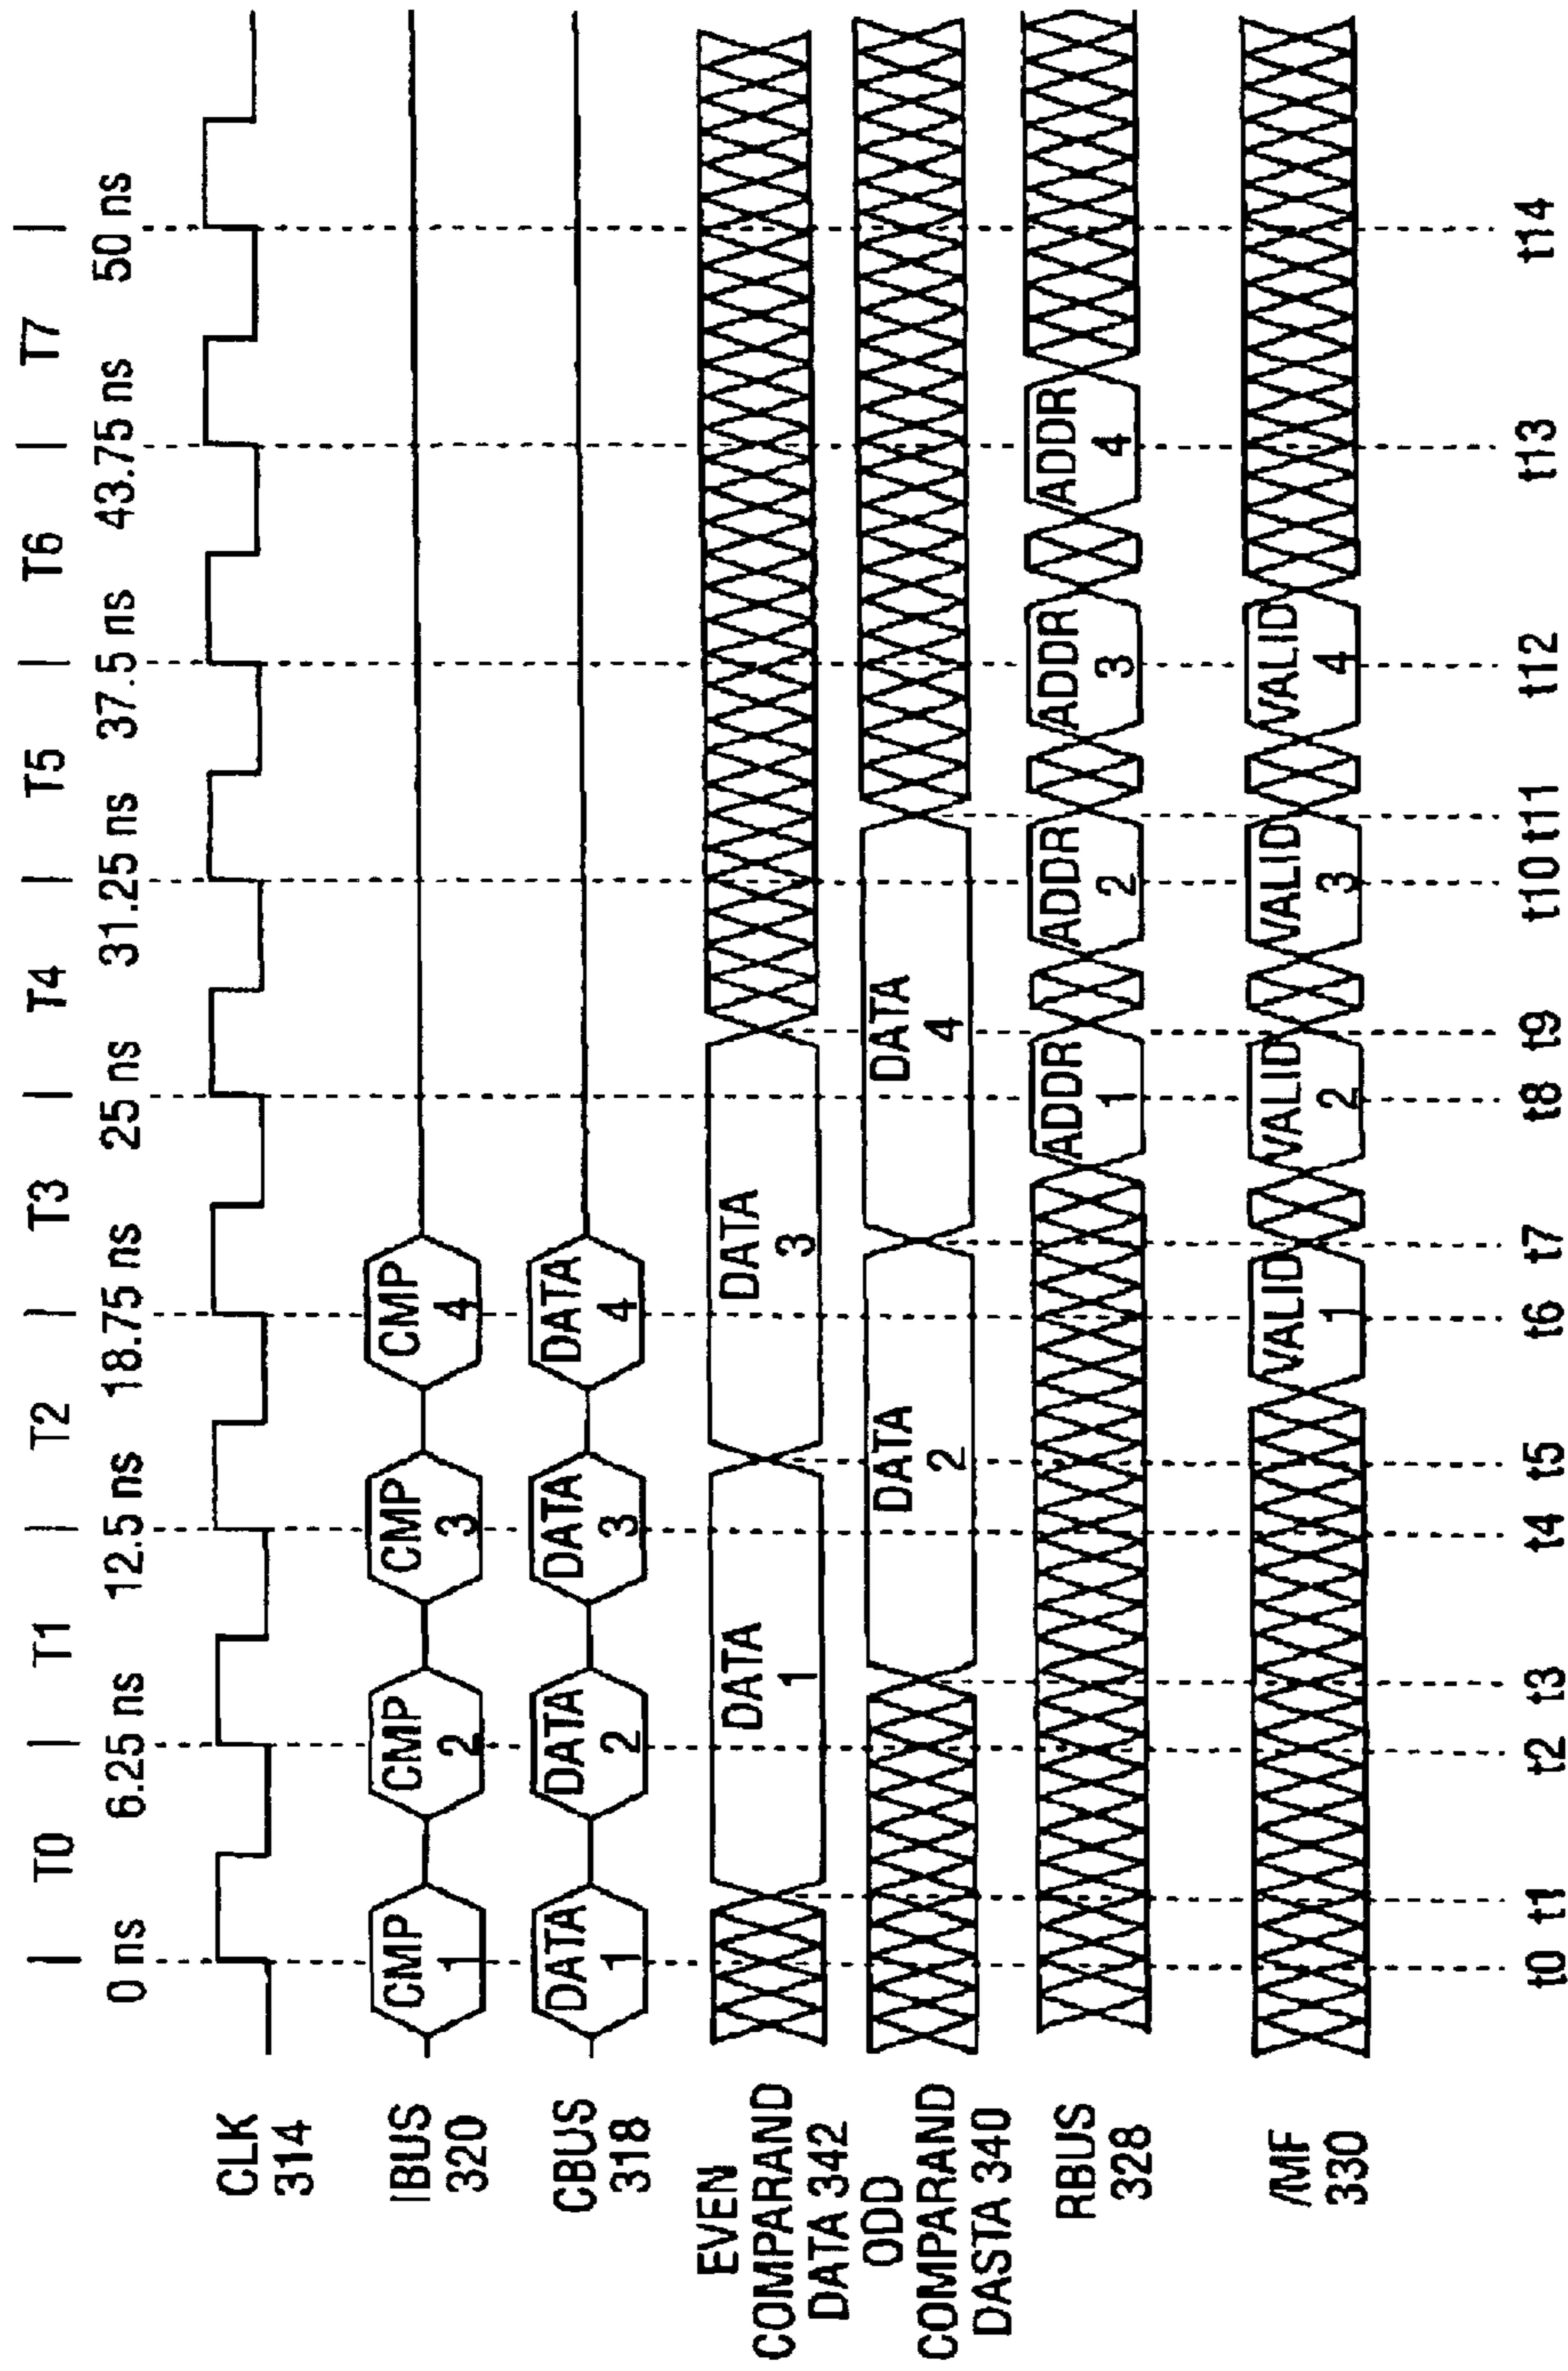 | T0 | T1 | T2 | T3 | T4 | T5 | T6 | T7 |
0 ns 6.25 ns 12.5 ns 18.75 ns 25 ns 31.25 ns 37.5 ns 43.75 ns 50 ns
CLK
314
IBUS
320
CMP
1
CMP
2
CMP
3
CMP
4
CBUS
318
DATA
1
DATA
2
DATA
3
DATA
4
EVEN
COMPARAND
DATA 342
DATA
1
DATA
3
ODD
COMPARAND
DASTA 340
DATA
2
DATA
4
RBUS
328
ADDR
1
ADDR
2
ADDR
3
ADDR
4
/MF
330
VALID
1
VALID
2
VALID
3
VALID
4
t0 t1 t2 t3 t4 t5 t6 t7 t8 t9 t10 t11 t12 t13 t14